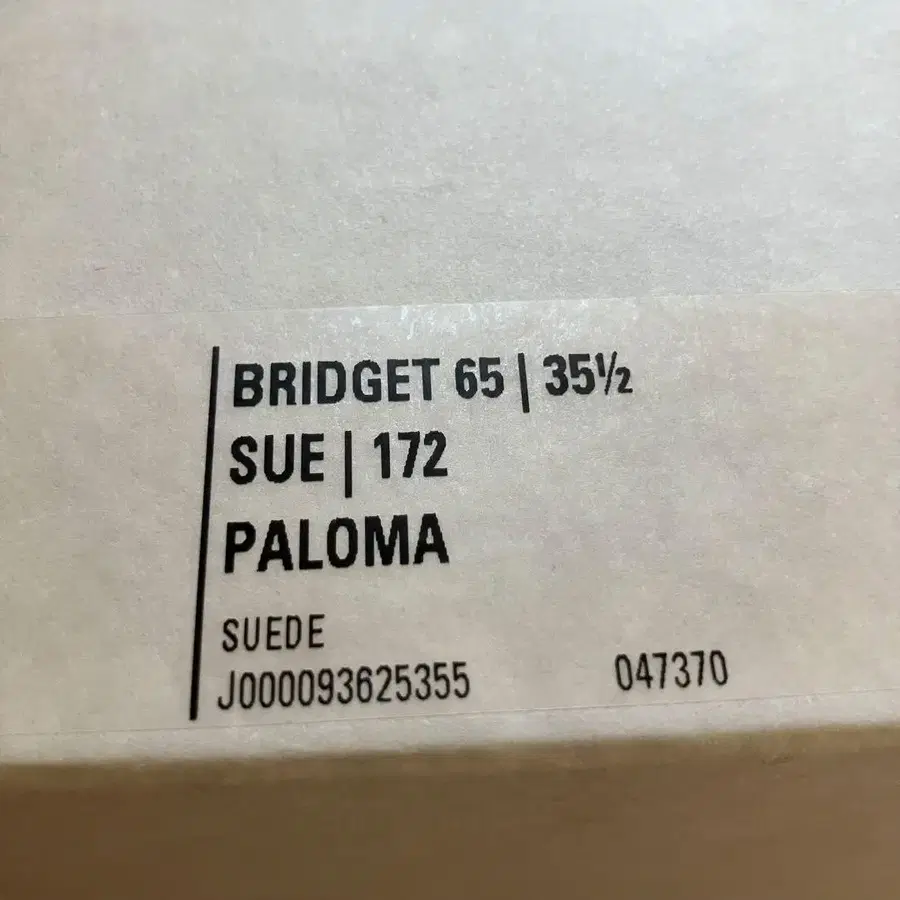 BRIDGET 65 | 35½
SUE | 172
PALOMA
SUEDE
J000093625355 047370